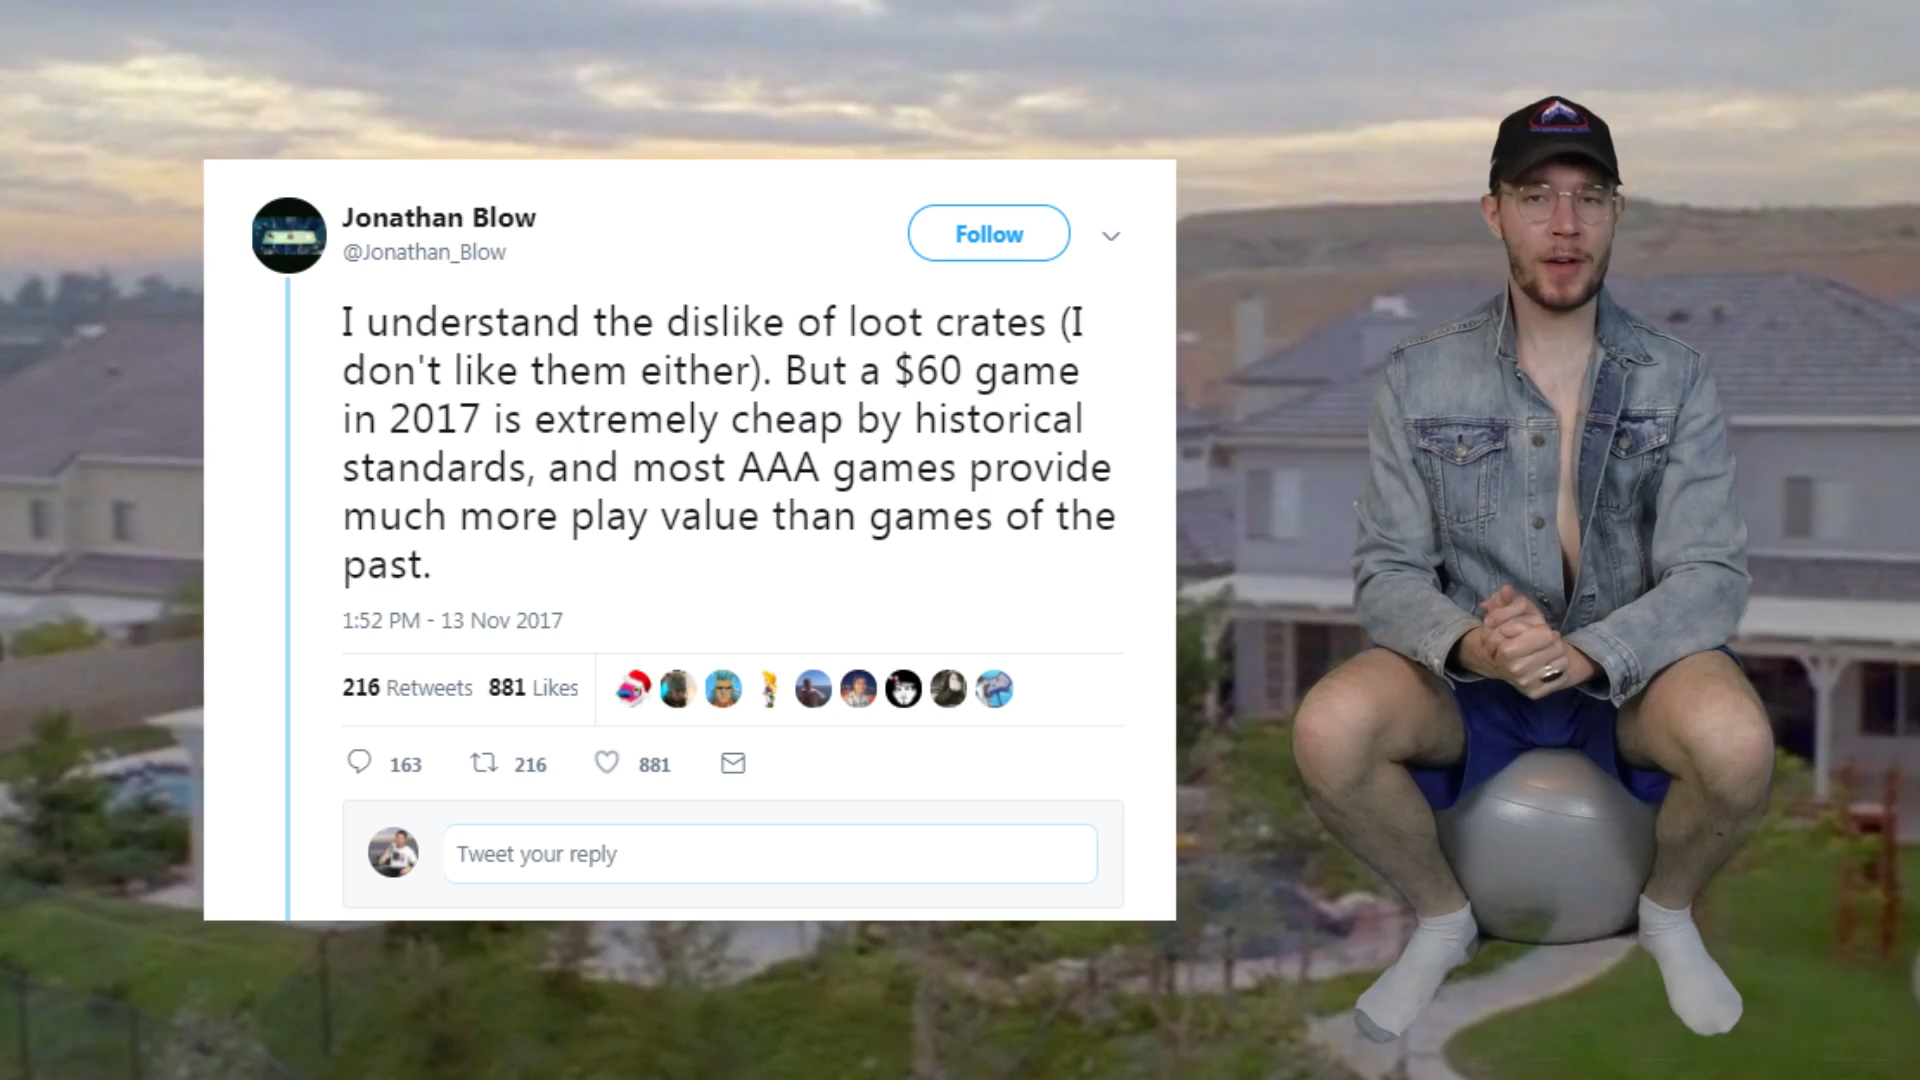 Jonathan Blow
@Jonathan_Blow
Follow
I understand the dislike of loot crates (I
don't like them either). But a $60 game
in 2017 is extremely cheap by historical
standards, and most AAA games provide
much more play value than games of the
past.
1:52 PM - 13 Nov 2017
216 Retweets 881 Likes
163 216 881
Tweet your reply